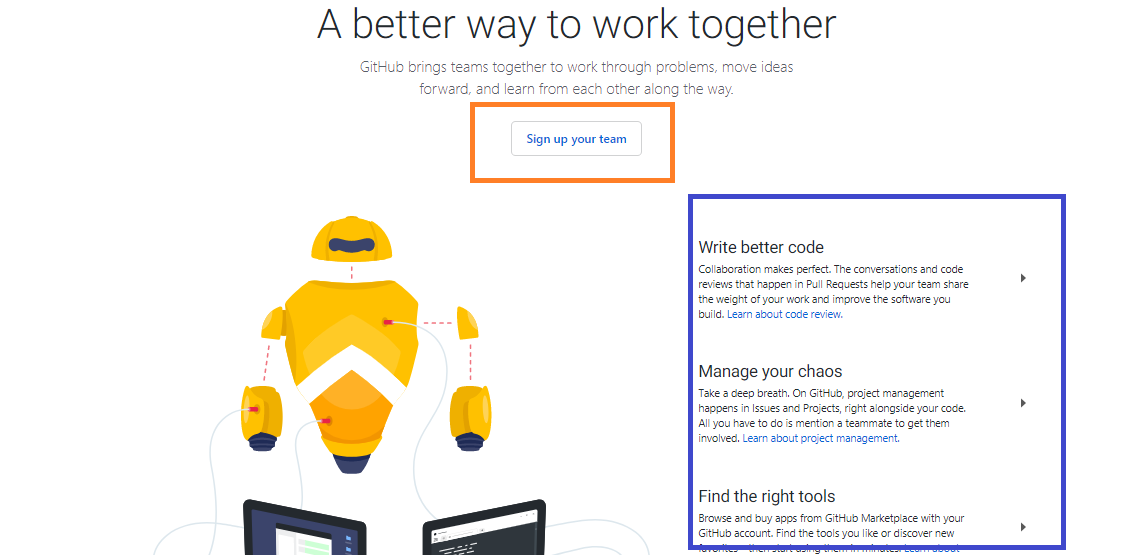 A better way to work together
GitHub brings teams together to work through problems, move ideas
forward, and learn from each other along the way.
Sign up your team
Write better code
Collaboration makes perfect. The conversations and code
reviews that happen in Pull Requests help your team share
the weight of your work and improve the software you
build. Learn about code review.
Manage your chaos
Take a deep breath. On GitHub, project management
happens in Issues and Projects, right alongside your code.
All you have to do is mention a teammate to get them
involved. Learn about project management.
Find the right tools
Browse and buy apps from GitHub Marketplace with your
GitHub account. Find the tools you like or discover new